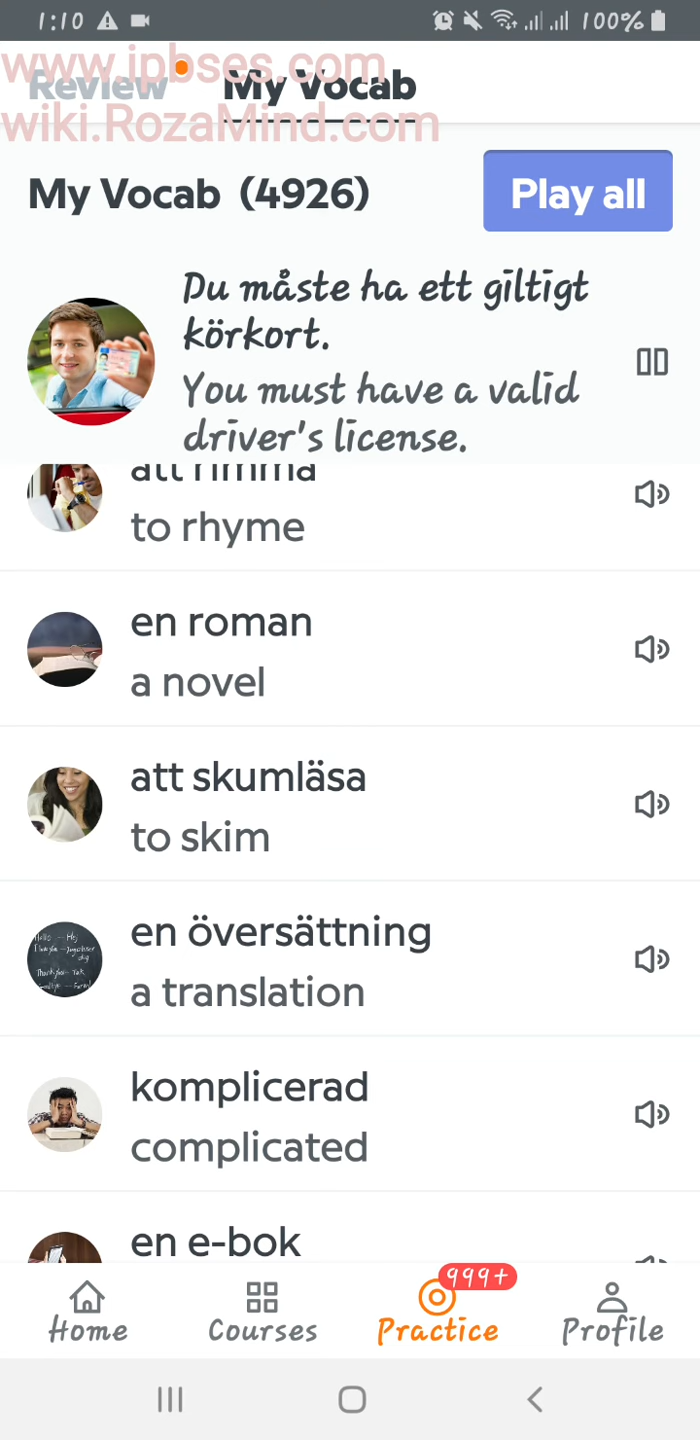 1:10
100%
www.ipbses.com
Review My Vocab
wiki.RozaMind.com
My Vocab (4926)
Play all
Du måste ha ett giltigt
körkort.
You must have a valid
driver's license.
att rimma
to rhyme
en roman
a novel
att skumläsa
to skim
en översättning
a translation
komplicerad
complicated
en e-bok
999+
Home Courses Practice Profile